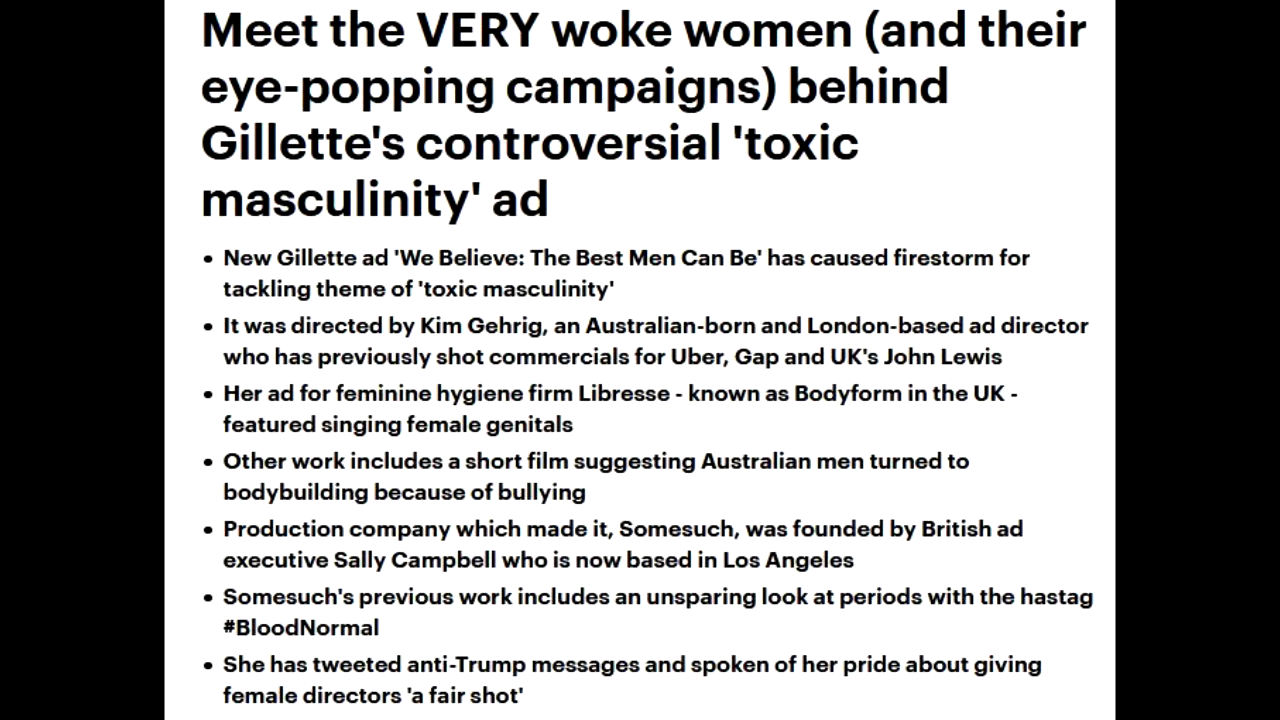 Meet the VERY woke women (and their
eye-popping campaigns) behind
Gillette's controversial 'toxic
masculinity' ad
• New Gillette ad 'We Believe: The Best Men Can Be' has caused firestorm for
tackling theme of 'toxic masculinity'
• It was directed by Kim Gehrig, an Australian-born and London-based ad director
who has previously shot commercials for Uber, Gap and UK's John Lewis
• Her ad for feminine hygiene firm Libresse - known as Bodyform in the UK -
featured singing female genitals
• Other work includes a short film suggesting Australian men turned to
bodybuilding because of bullying
• Production company which made it, Somesuch, was founded by British ad
executive Sally Campbell who is now based in Los Angeles
• Somesuch's previous work includes an unsparing look at periods with the hastag
#BloodNormal
• She has tweeted anti-Trump messages and spoken of her pride about giving
female directors 'a fair shot'